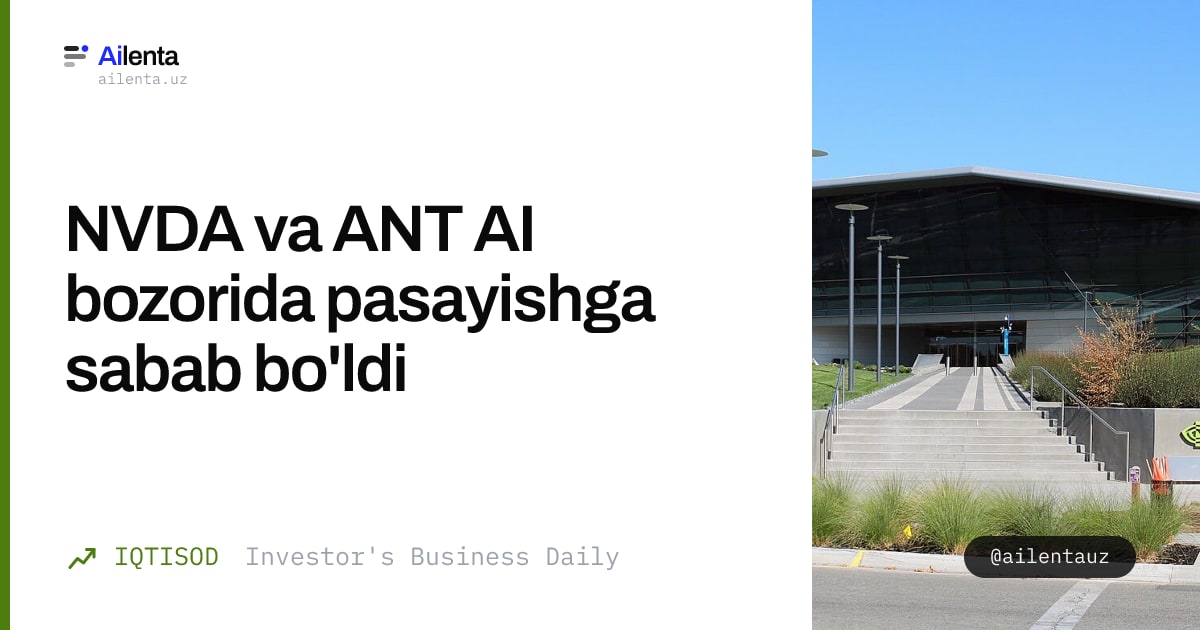 Ailenta
ailenta.uz
NVDA va ANT AI
bozorida pasayishga
sabab bo'ldi
IQTISOD Investor's Business Daily
@ailentauz